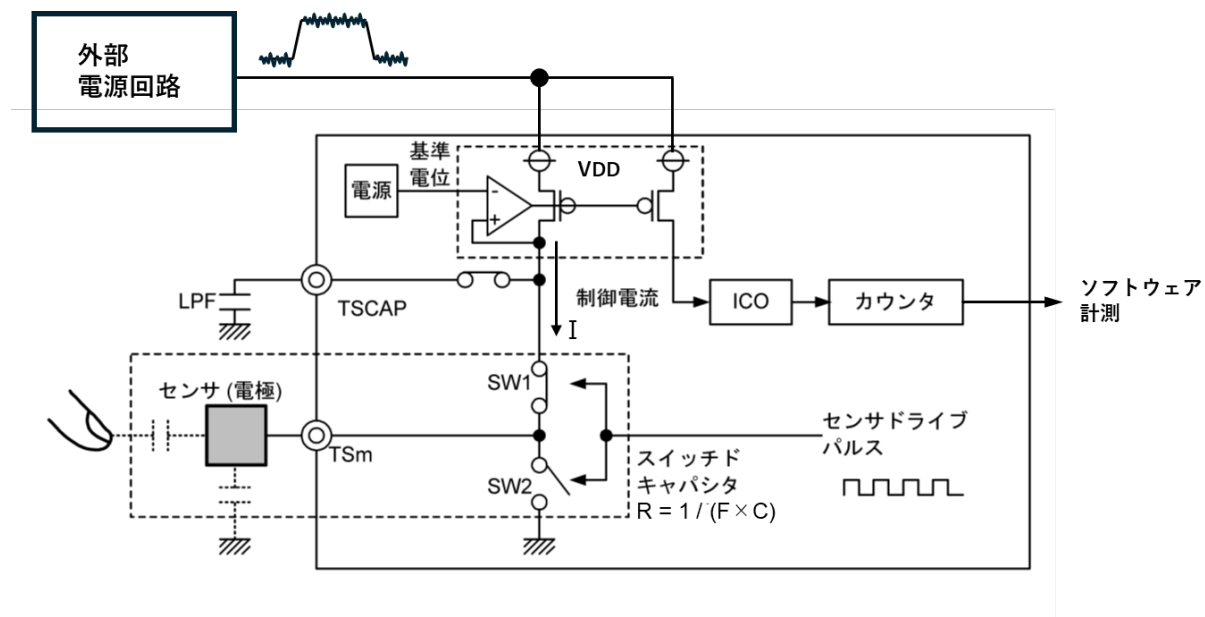 外部
電源回路
基準
電位
電源
VDD
-
+
LPF
TSCAP
制御電流
ICO
カウンタ
ソフトウェア
計測
I
センサ (電極)
SW1
TSm
SW2
スイッチド
キャパシタ
R = 1 / (F×C)
センサドライブ
パルス